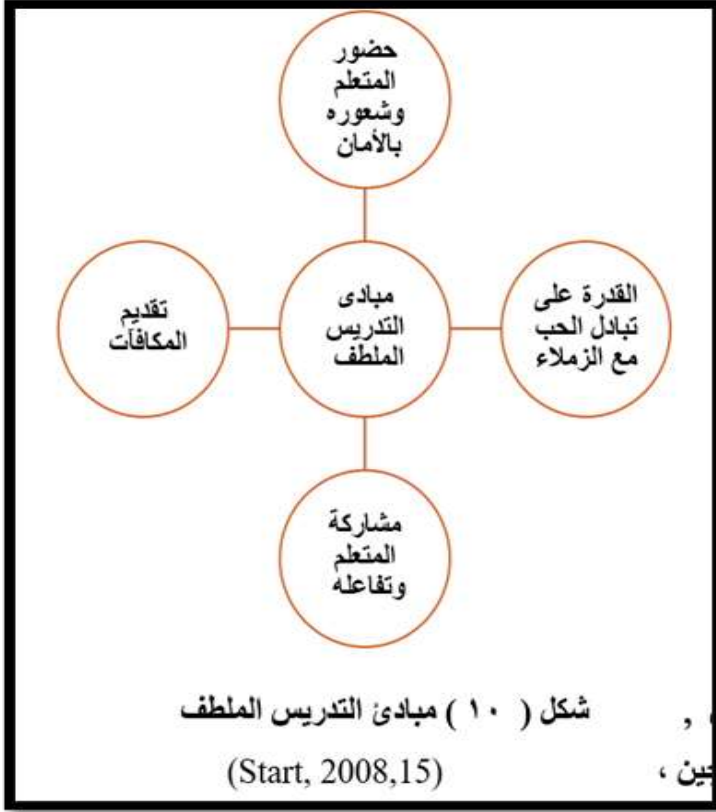 حضور
المتعلم
وشعوره
بالأمان
القدرة على
تبادل الحب
مع الزملاء
مبادى
التدريس
الملطف
تقديم
المكافآت
مشاركة
المتعلم
وتفاعله
شكل ( ١٠ ) مبادئ التدريس الملطف
,
(Start, 2008,15)